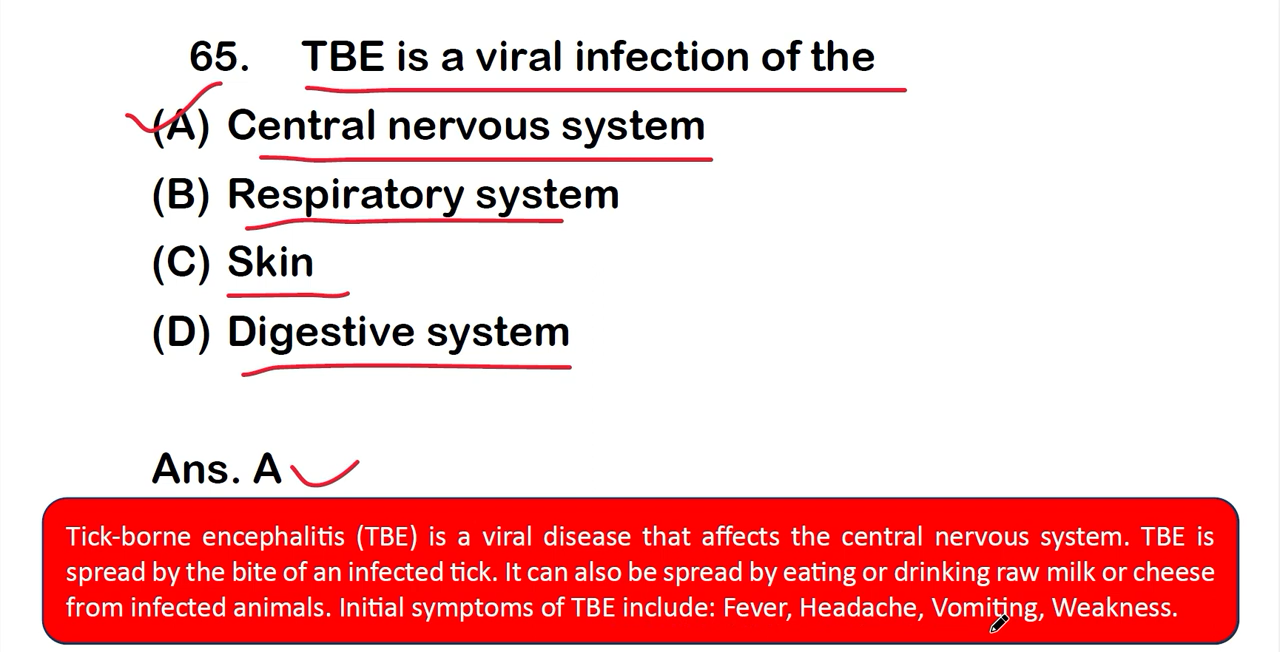 65. TBE is a viral infection of the
(A) Central nervous system
(B) Respiratory system
(C) Skin
(D) Digestive system
Ans. A
Tick-borne encephalitis (TBE) is a viral disease that affects the central nervous system. TBE is
spread by the bite of an infected tick. It can also be spread by eating or drinking raw milk or cheese
from infected animals. Initial symptoms of TBE include: Fever, Headache, Vomiting, Weakness.